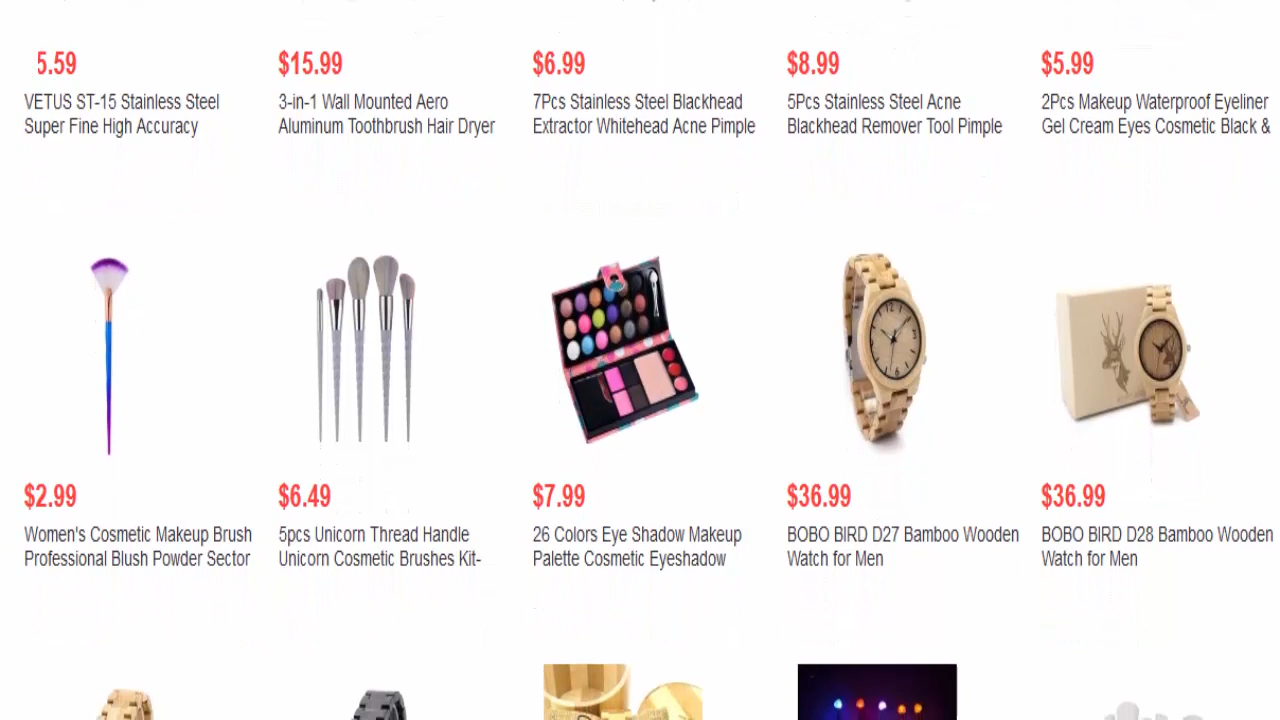 5.59
VETUS ST-15 Stainless Steel
Super Fine High Accuracy
$15.99
3-in-1 Wall Mounted Aero
Aluminum Toothbrush Hair Dryer
$6.99
7Pcs Stainless Steel Blackhead
Extractor Whitehead Acne Pimple
$8.99
5Pcs Stainless Steel Acne
Blackhead Remover Tool Pimple
$5.99
2Pcs Makeup Waterproof Eyeliner
Gel Cream Eyes Cosmetic Black &
$2.99
Women's Cosmetic Makeup Brush
Professional Blush Powder Sector
$6.49
5pcs Unicorn Thread Handle
Unicorn Cosmetic Brushes Kit-
$7.99
26 Colors Eye Shadow Makeup
Palette Cosmetic Eyeshadow
$36.99
BOBO BIRD D27 Bamboo Wooden
Watch for Men
$36.99
BOBO BIRD D28 Bamboo Wooden
Watch for Men